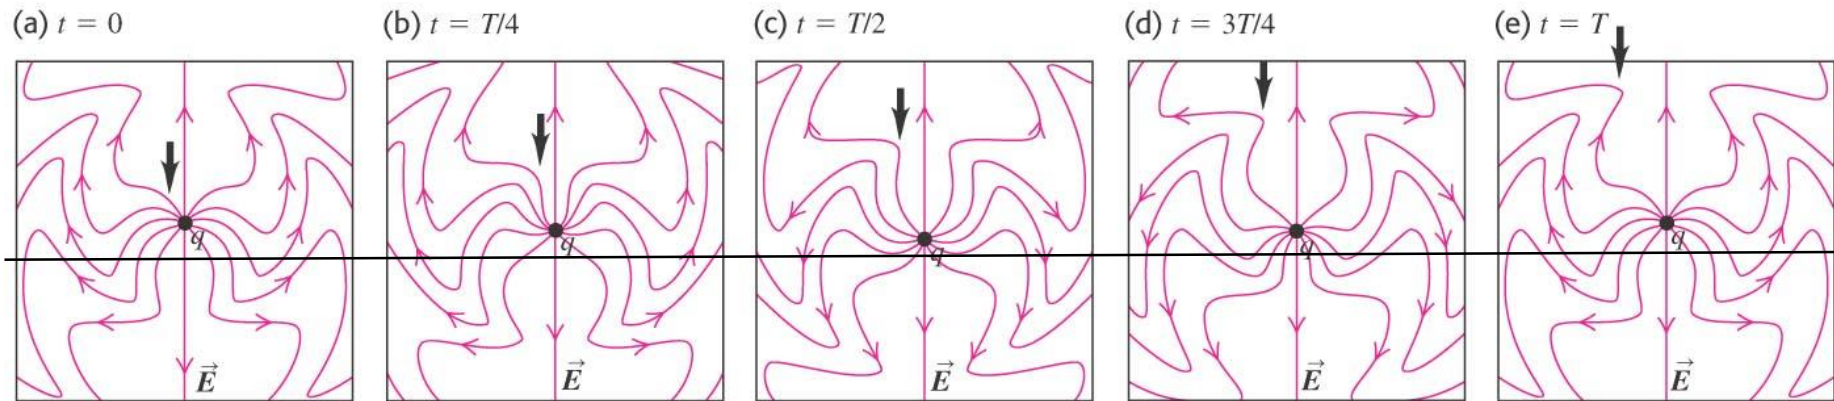 (a) t = 0
(b) t = T/4
(c) t = T/2
(d) t = 3T/4
(e) t = T
q
q
q
q
q
E⃗
E⃗
E⃗
E⃗
E⃗